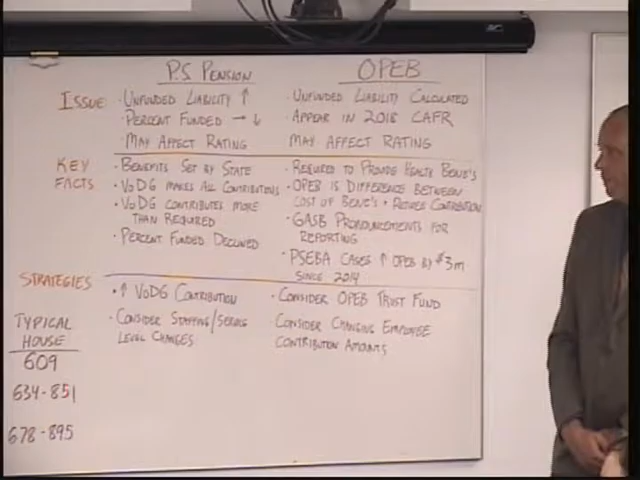 P.S. PENSION
OPEB
ISSUE
· UNFUNDED LIABILITY ↑
· PERCENT FUNDED → ↓
· MAY AFFECT RATING
· UNFUNDED LIABILITY CALCULATED
· APPEAR IN 2018 CAFR
MAY AFFECT RATING
KEY
FACTS
· BENEFITS SET BY STATE
· VoDG MAKES ALL CONTRIBUTIONS
· VoDG CONTRIBUTES MORE
THAN REQUIRED
· PERCENT FUNDED DECLINED
· REQUIRED TO PROVIDE HEALTH BENE'S
· OPEB IS DIFFERENCE BETWEEN
COST OF BENE'S + RETIREE CONTRIBUTION
· GASB PRONOUNCEMENTS FOR
REPORTING
· PSEBA CASES ↑ OPEB BY $3m
SINCE 2014
STRATEGIES
· ↑ VoDG CONTRIBUTION
· CONSIDER STAFFING/SERVICE
LEVEL CHANGES
· CONSIDER OPEB TRUST FUND
CONSIDER CHANGING EMPLOYEE
CONTRIBUTION AMOUNTS
TYPICAL
HOUSE
609
634-851
678-895